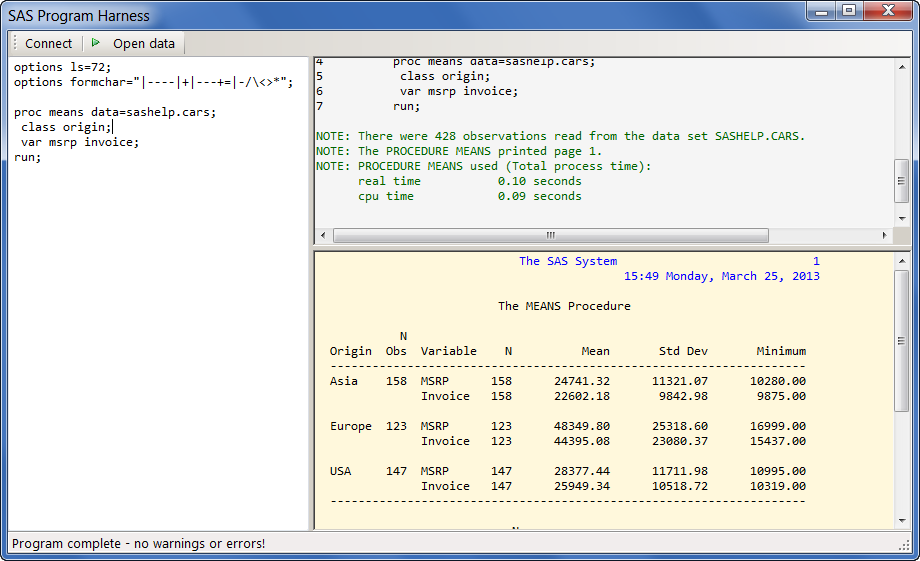 SAS Program Harness
Connect Open data
options ls=72;
options formchar="|----|+|---+=|-/\<>*";
proc means data=sashelp.cars;
 class origin;
 var msrp invoice;
run;
4          proc means data=sashelp.cars;
5           class origin;
6           var msrp invoice;
7          run;
NOTE: There were 428 observations read from the data set SASHELP.CARS.
NOTE: The PROCEDURE MEANS printed page 1.
NOTE: PROCEDURE MEANS used (Total process time):
      real time           0.10 seconds
      cpu time            0.09 seconds
The SAS System                            1
15:49 Monday, March 25, 2013
The MEANS Procedure
N
Origin  Obs  Variable    N          Mean       Std Dev       Minimum
--------------------------------------------------------------------
Asia    158  MSRP      158      24741.32      11321.07      10280.00
Invoice   158      22602.18       9842.98       9875.00
Europe  123  MSRP      123      48349.80      25318.60      16999.00
Invoice   123      44395.08      23080.37      15437.00
USA     147  MSRP      147      28377.44      11711.98      10995.00
Invoice   147      25949.34      10518.72      10319.00
--------------------------------------------------------------------
Program complete - no warnings or errors!